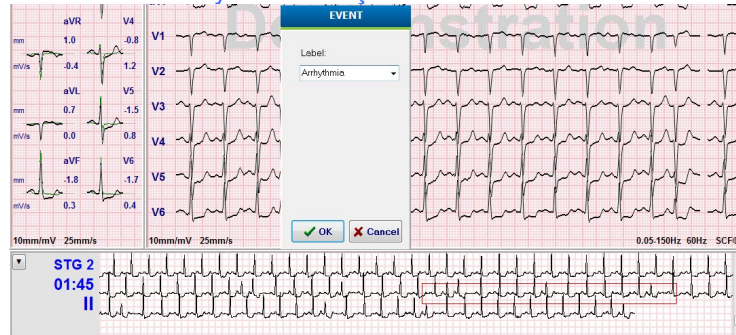 aVR V4
mm 1.0 -0.8
mV/s -0.4 1.2
aVL V5
mm 0.7 -1.5
mV/s 0.0 0.8
aVF V6
mm -1.8 -1.7
mV/s 0.3 0.4
10mm/mV 25mm/s
V1
V2
V3
V4
V5
V6
10mm/mV 25mm/s
0.05-150Hz 60Hz
EVENT
Label:
Arrhythmia
OK Cancel
STG 2
01:45
II